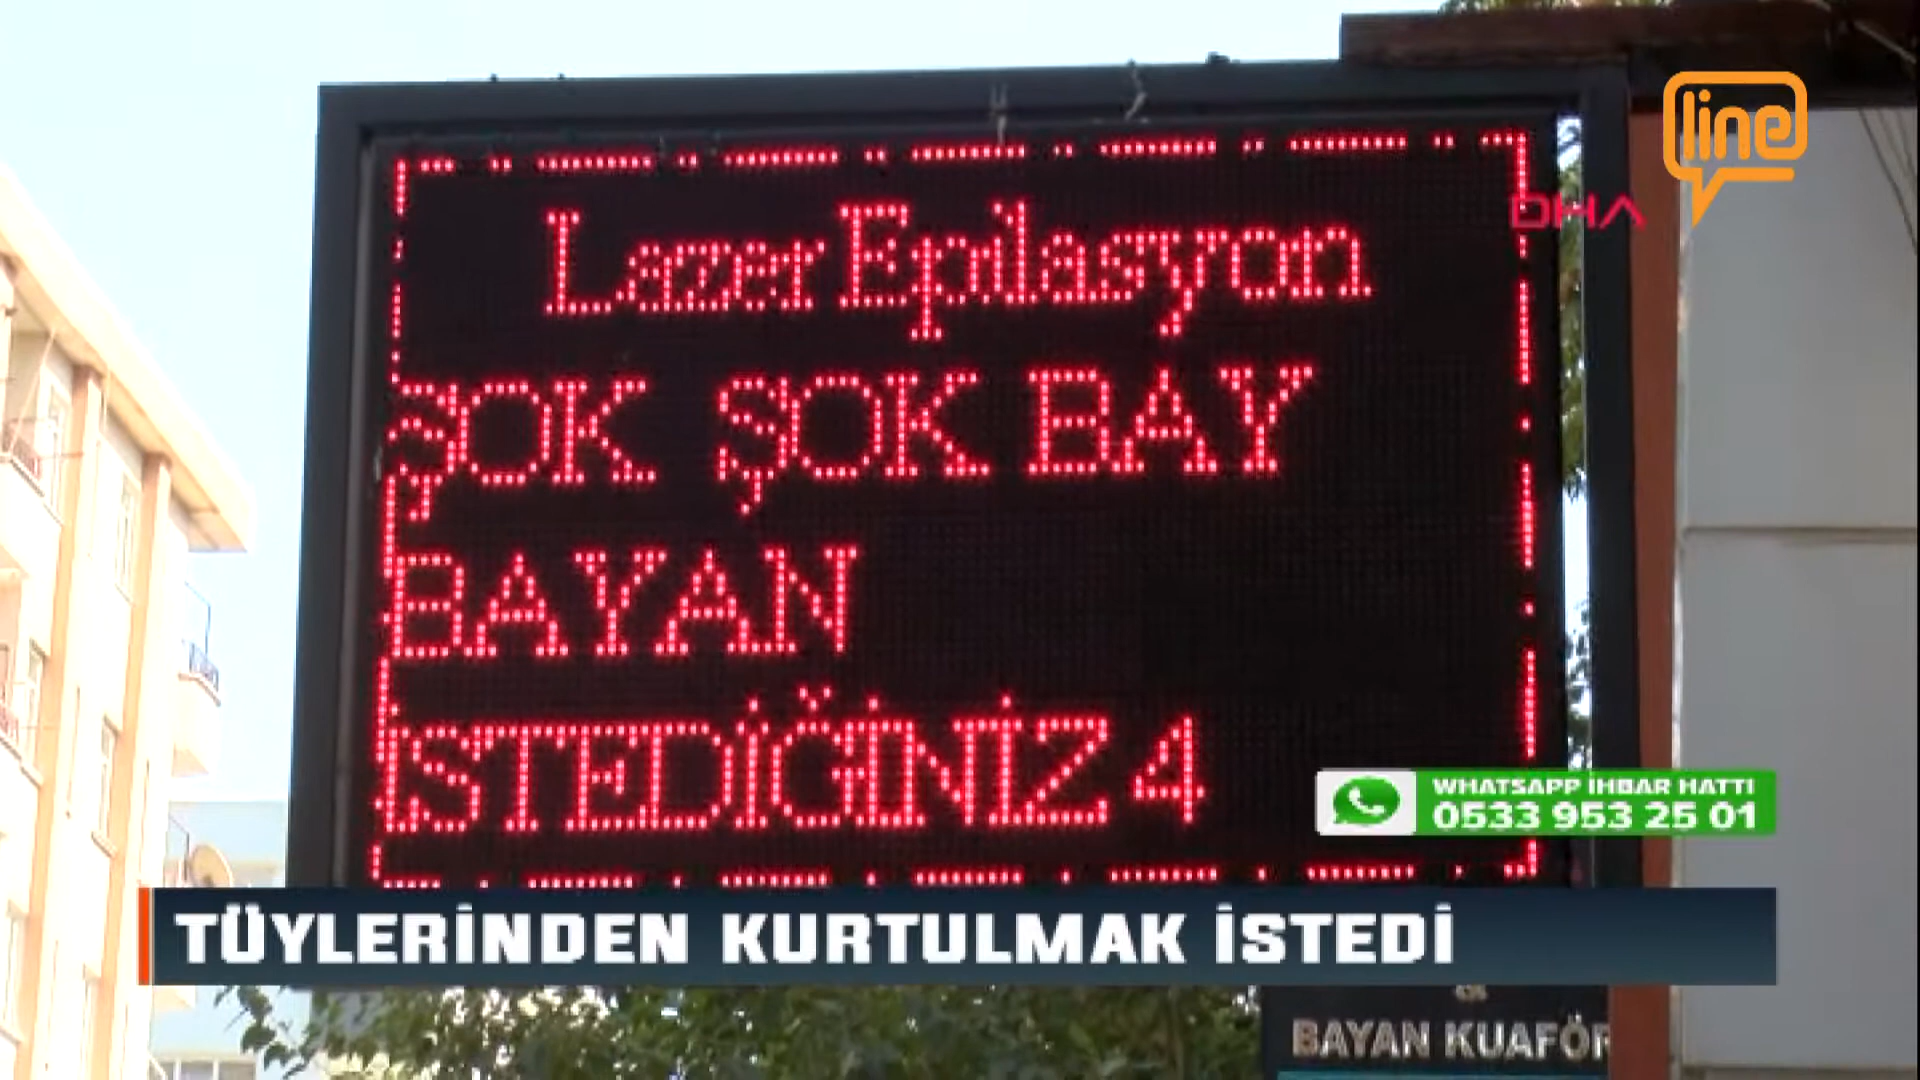 line
DHA
Lazer Epilasyon
ŞOK ŞOK BAY
BAYAN
İSTEDİĞİNİZ 4
WHATSAPP İHBAR HATTI
0533 953 25 01
TÜYLERİNDEN KURTULMAK İSTEDİ
&
BAYAN KUAFÖR